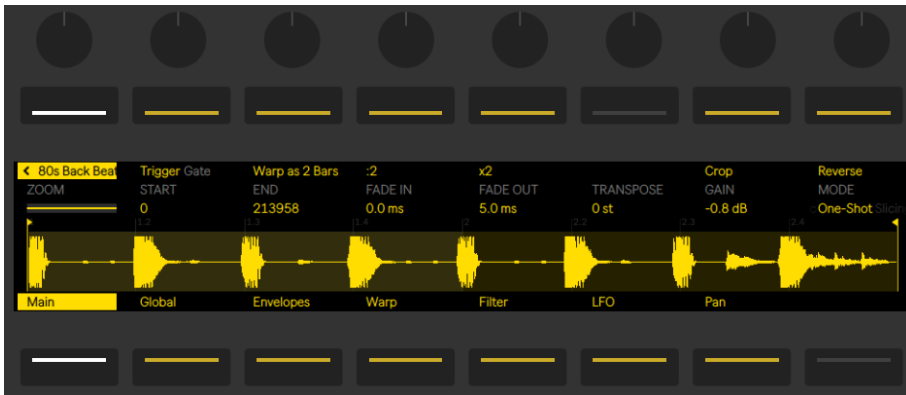 80s Back Beat Trigger Gate Warp as 2 Bars :2 x2 Crop Reverse
ZOOM START END FADE IN FADE OUT TRANSPOSE GAIN MODE
0 213958 0.0 ms 5.0 ms 0 st -0.8 dB One-Shot Slicin
1.2 1.3 1.4 2 2.2 2.3 2.4
Main Global Envelopes Warp Filter LFO Pan